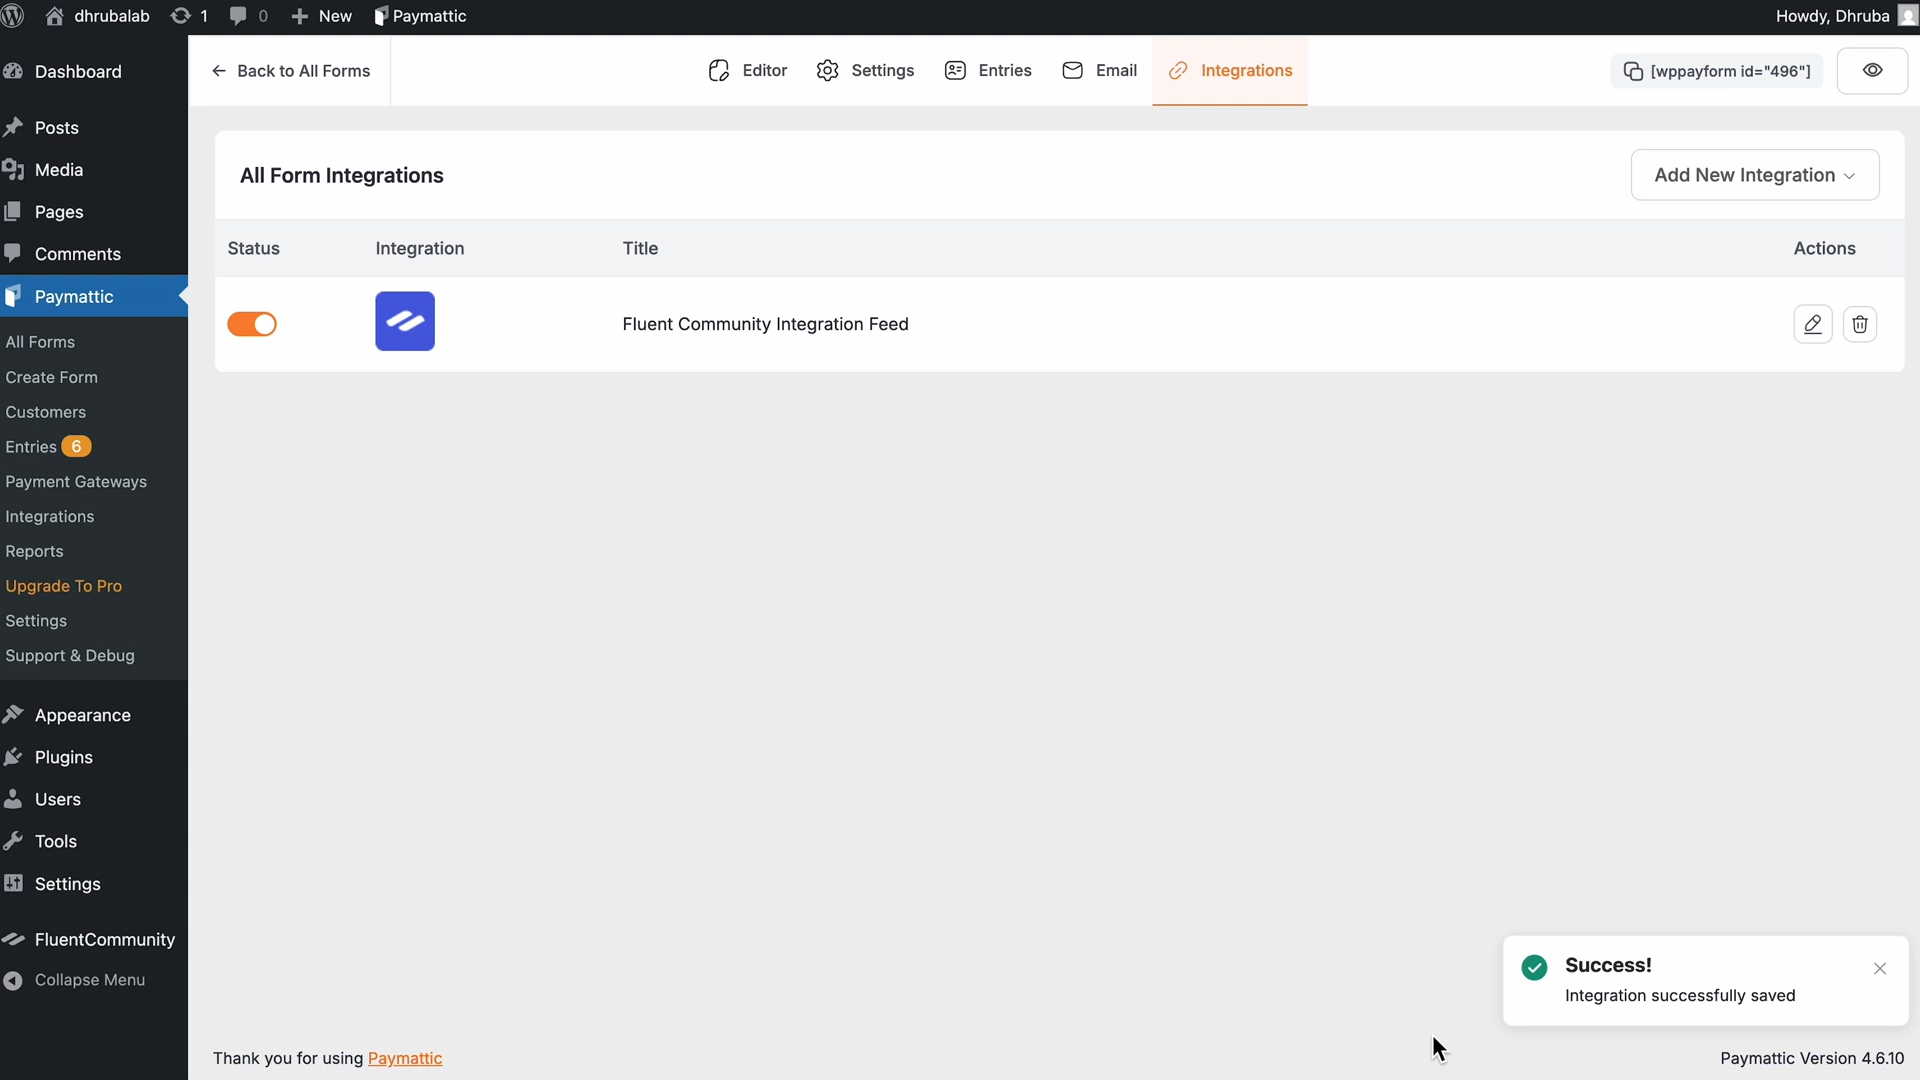 dhrubalab 1 0 New Paymattic Howdy, Dhruba
Dashboard
Posts
Media
Pages
Comments
Paymattic
All Forms
Create Form
Customers
Entries 6
Payment Gateways
Integrations
Reports
Upgrade To Pro
Settings
Support & Debug
Appearance
Plugins
Users
Tools
Settings
FluentCommunity
Collapse Menu
Back to All Forms Editor Settings Entries Email Integrations [wppayform id="496"]
All Form Integrations Add New Integration
Status Integration Title Actions
Fluent Community Integration Feed
Success!
Integration successfully saved
Thank you for using Paymattic Paymattic Version 4.6.10